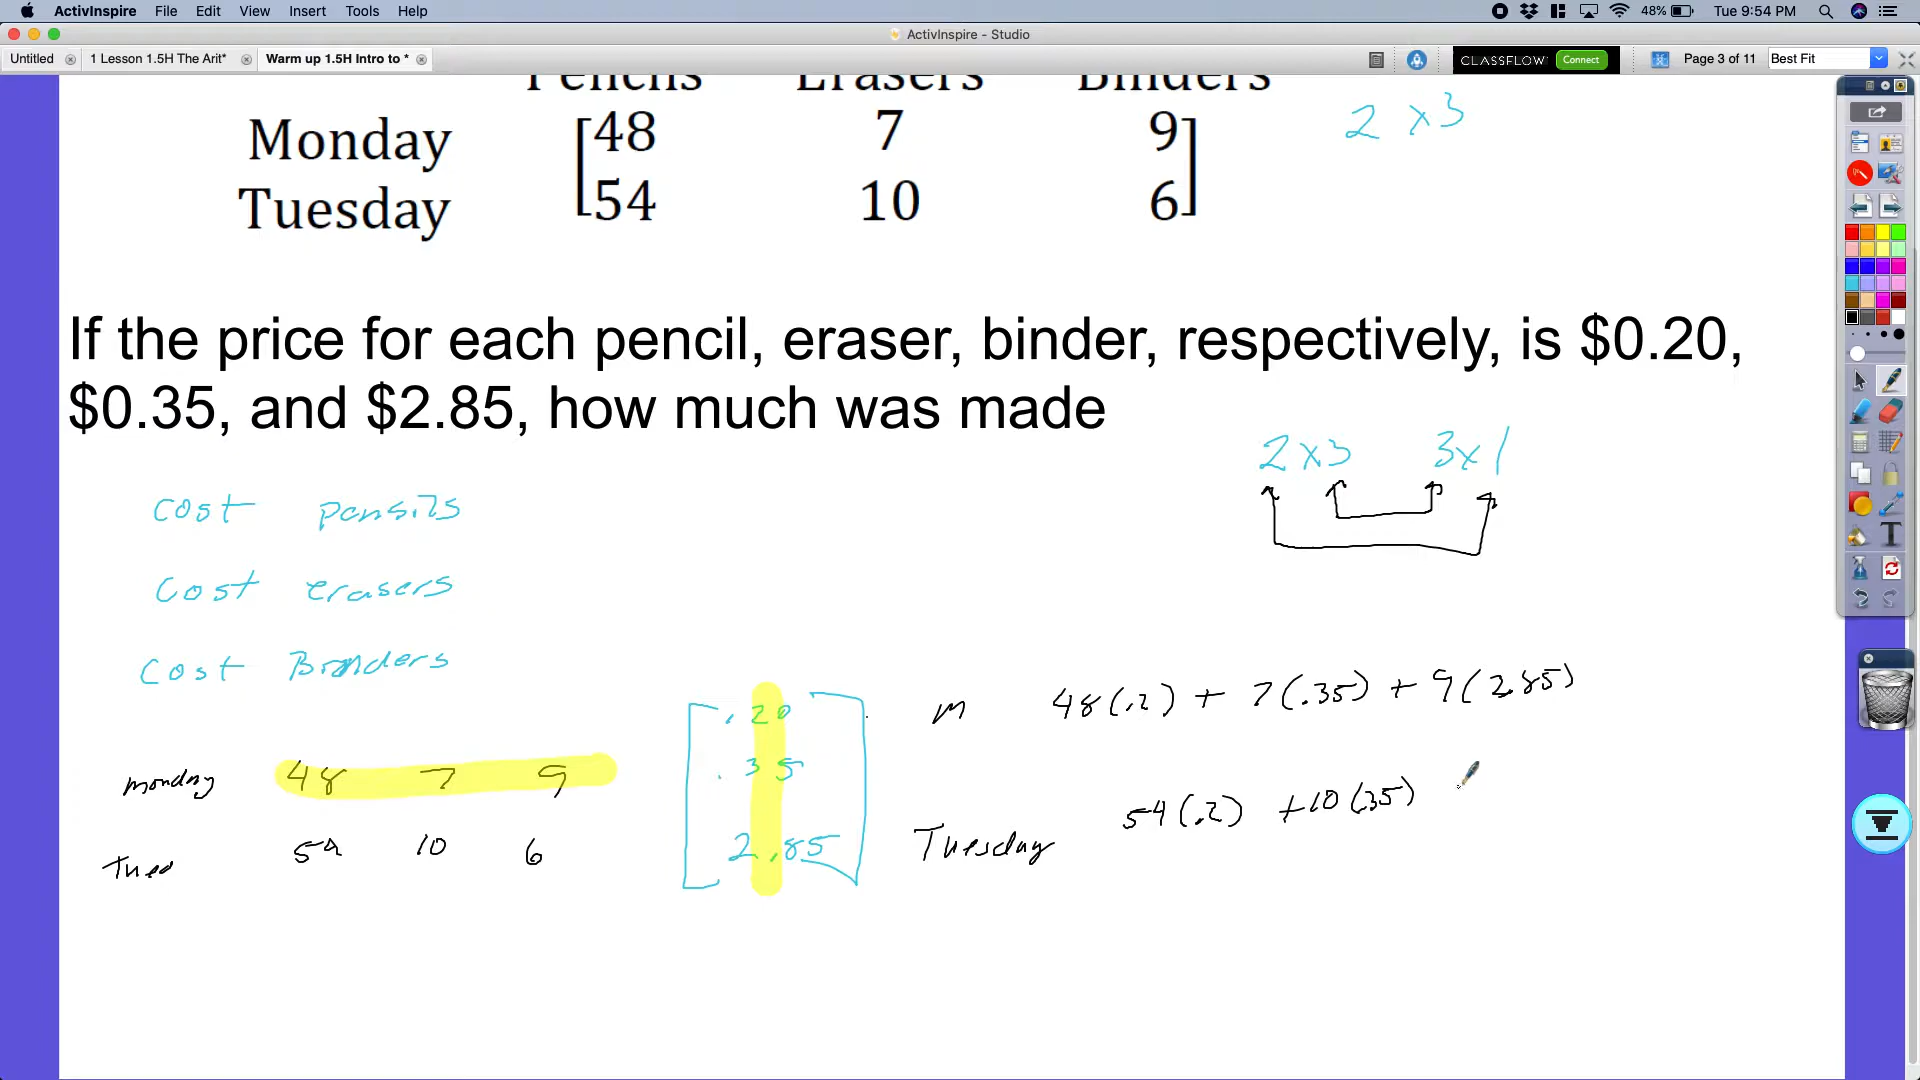 ActivInspire File Edit View Insert Tools Help 48% Tue 9:54 PM
ActivInspire - Studio
Untitled 1 Lesson 1.5H The Arit* Warm up 1.5H Intro to * CLASSFLOW Connect Page 3 of 11 Best Fit
Pencils Erasers Binders
2 x3
Monday [48 7 9]
Tuesday [54 10 6]
If the price for each pencil, eraser, binder, respectively, is $0.20,
$0.35, and $2.85, how much was made
2x3 3x1
cost pensils
cost erasers
cost Binders
.20 M 48(.2) + 7(.35) + 9(2.85)
monday 48 7 9 .35 54(.2) +10(.35)
Tues 54 10 6 2.85 Tuesday
T